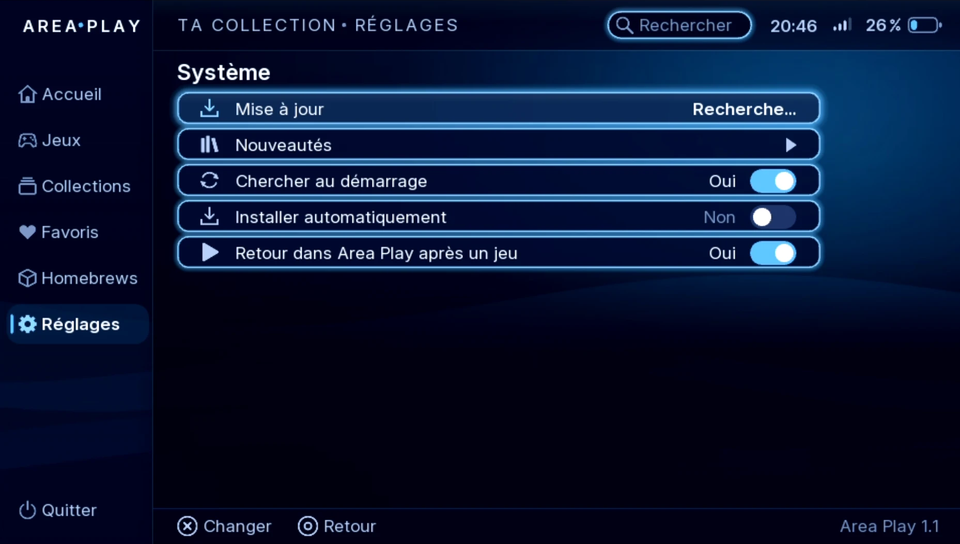 AREA•PLAY
TA COLLECTION • RÉGLAGES
Rechercher
20:46
26%
Accueil
Jeux
Collections
Favoris
Homebrews
Réglages
Quitter
Système
Mise à jour Recherche...
Nouveautés
Chercher au démarrage Oui
Installer automatiquement Non
Retour dans Area Play après un jeu Oui
Changer Retour
Area Play 1.1